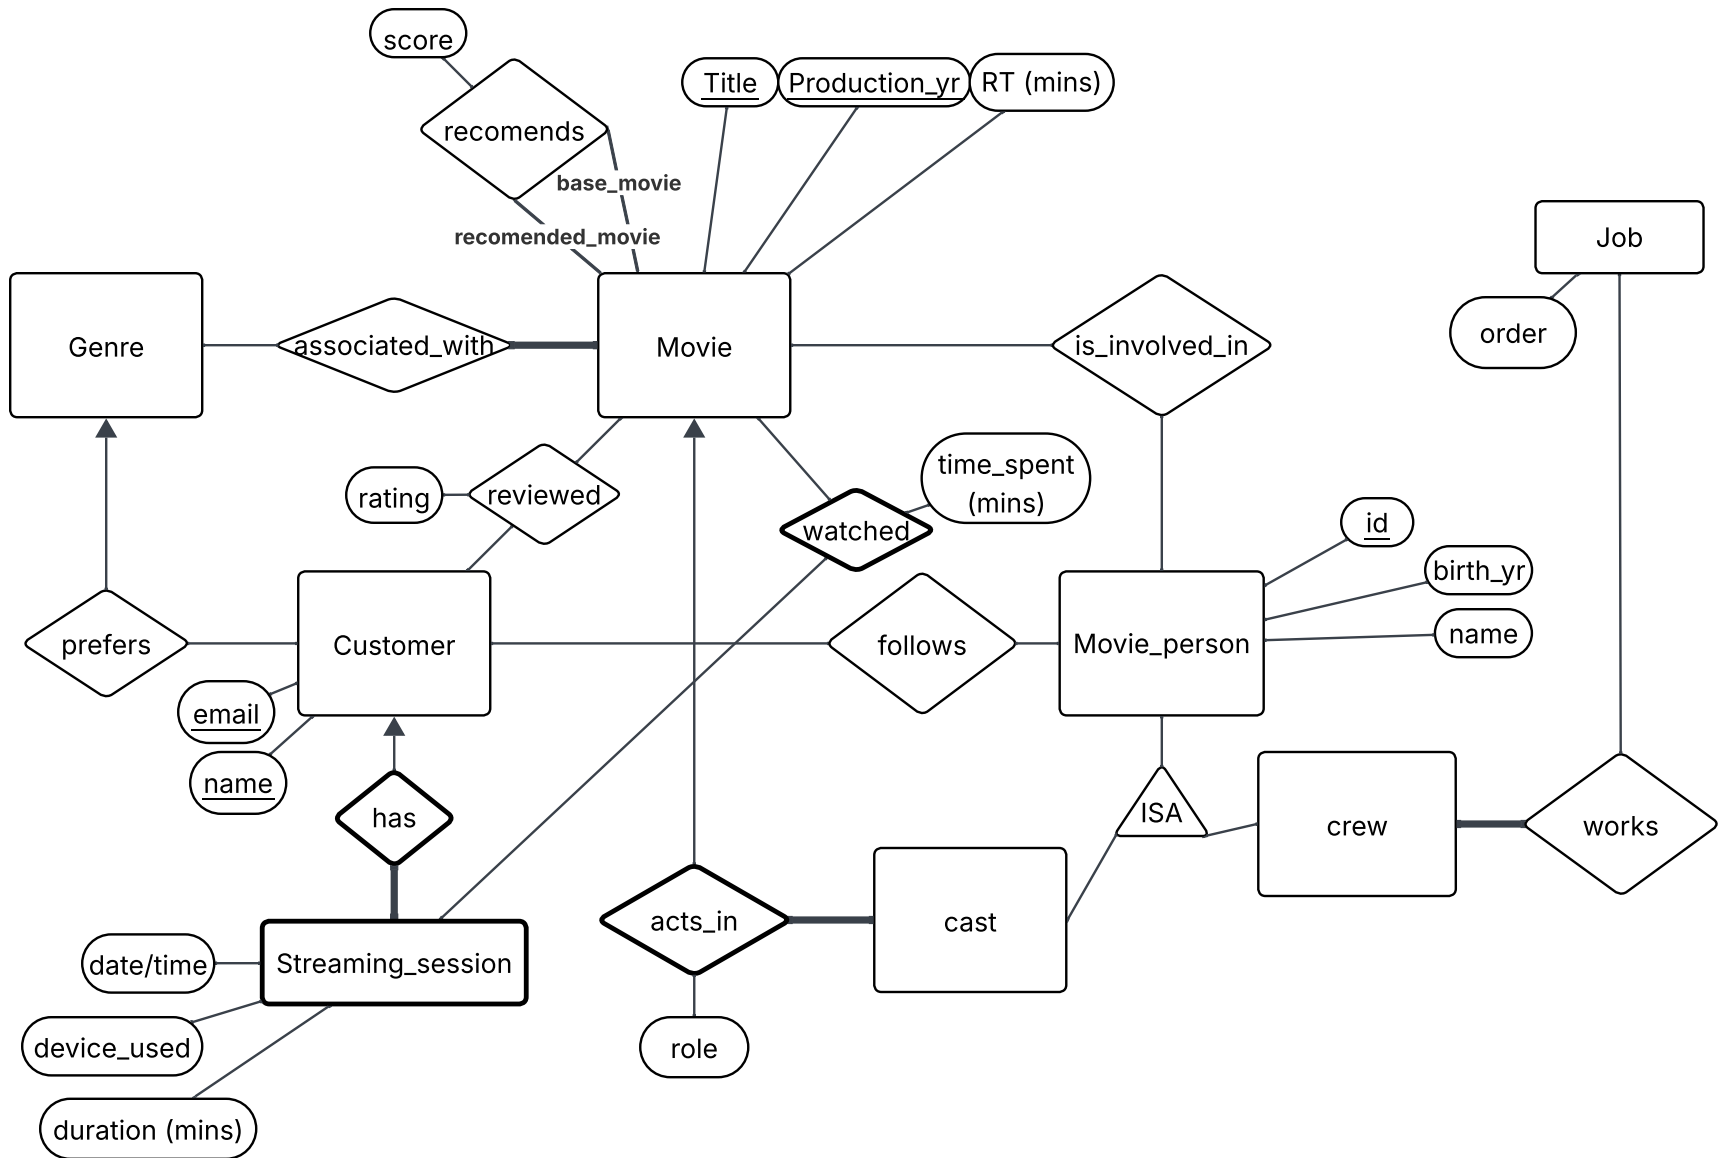 score
recomends
Title
Production_yr
RT (mins)
base_movie
recomended_movie
Job
order
Genre
associated_with
Movie
is_involved_in
rating
reviewed
time_spent
(mins)
watched
id
birth_yr
name
prefers
Customer
follows
Movie_person
email
name
has
ISA
crew
works
acts_in
cast
Streaming_session
date/time
device_used
role
duration (mins)